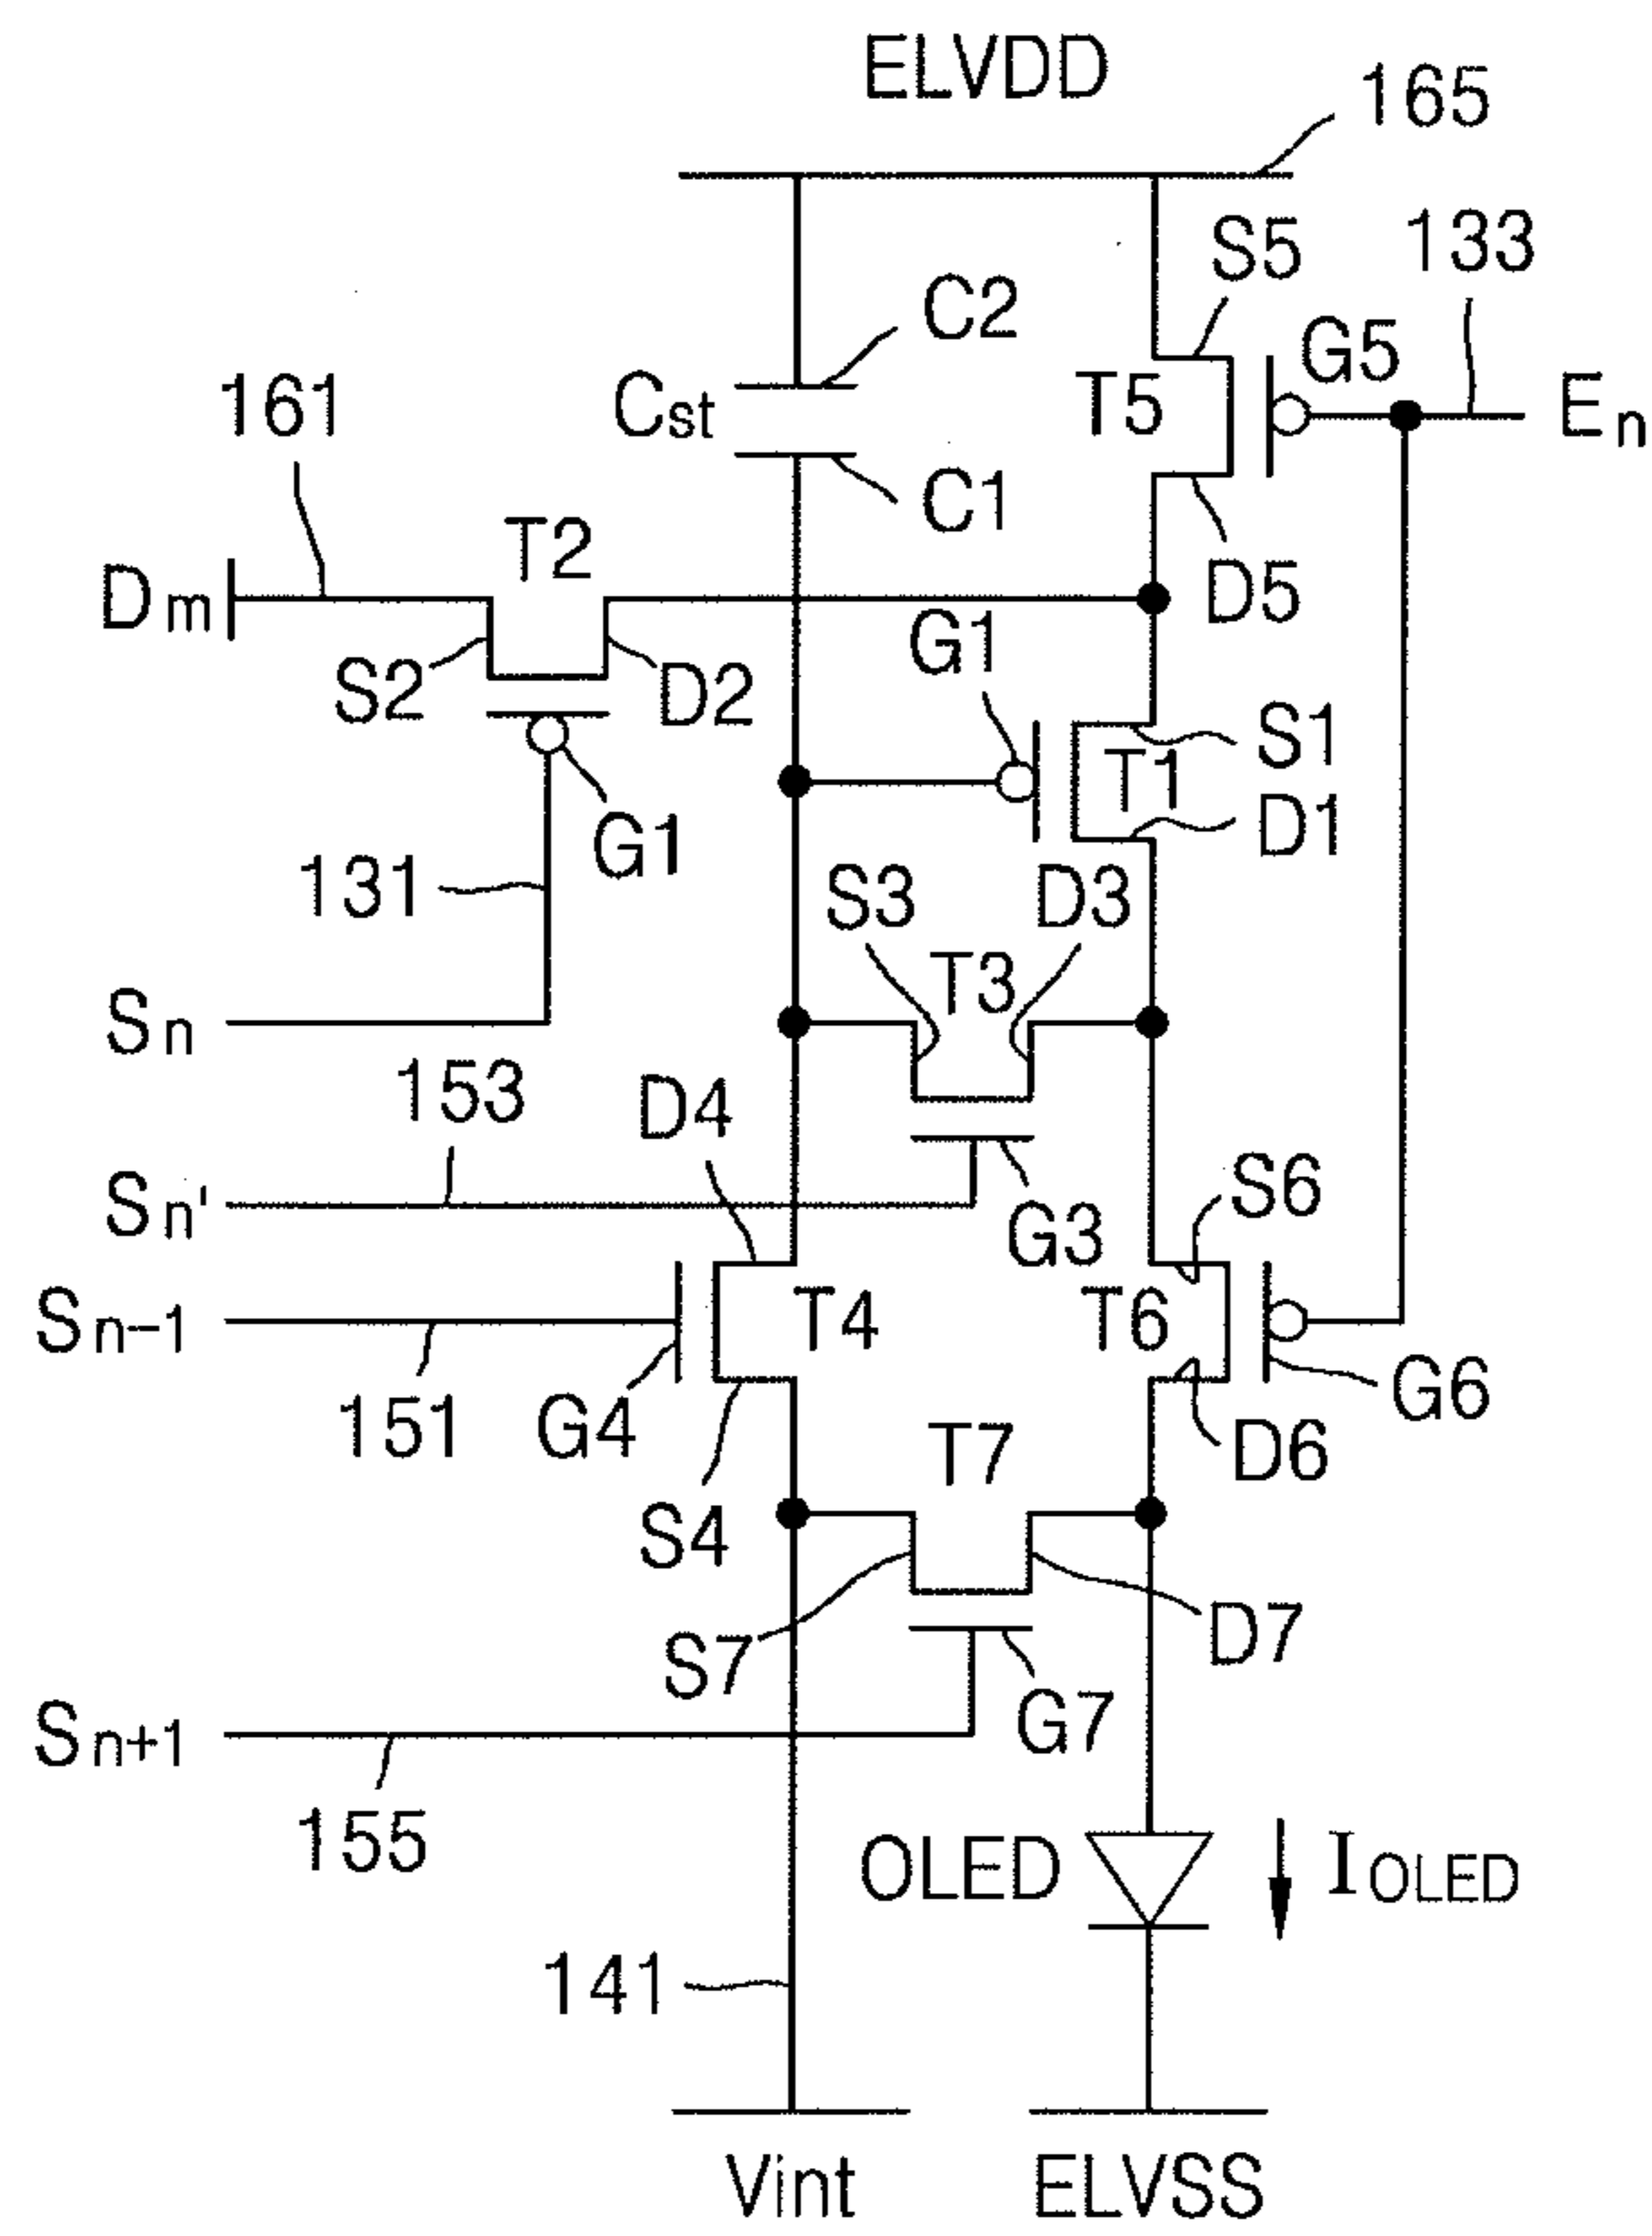 ELVDD
165
S5
133
C2
G5
T5
En
161
Cst
C1
T2
Dm
D5
G1
S2
D2
S1
T1
D1
G1
131
S3
D3
T3
Sn
153
D4
Sn'
S6
G3
Sn-1
T4
T6
G6
151
G4
T7
D6
S4
D7
S7
G7
Sn+1
155
OLED
IOLED
141
Vint
ELVSS